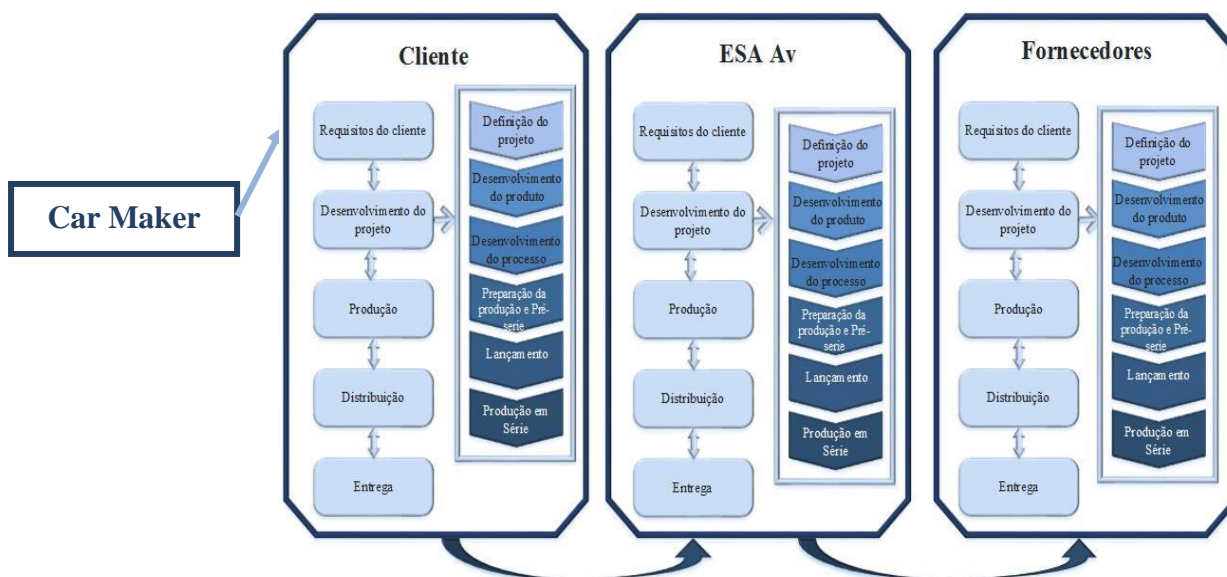 Car Maker
Cliente
Requisitos do cliente
Desenvolvimento do
projeto
Produção
Distribuição
Entrega
Definição do
projeto
Desenvolvimento
do produto
Desenvolvimento
do processo
Preparação da
produção e Pré-
serie
Lançamento
Produção em
Série
ESA Av
Requisitos do cliente
Desenvolvimento do
projeto
Produção
Distribuição
Entrega
Definição do
projeto
Desenvolvimento
do produto
Desenvolvimento
do processo
Preparação da
produção e Pré-
serie
Lançamento
Produção em
Série
Fornecedores
Requisitos do cliente
Desenvolvimento do
projeto
Produção
Distribuição
Entrega
Definição do
projeto
Desenvolvimento
do produto
Desenvolvimento
do processo
Preparação da
produção e Pré-
serie
Lançamento
Produção em
Série